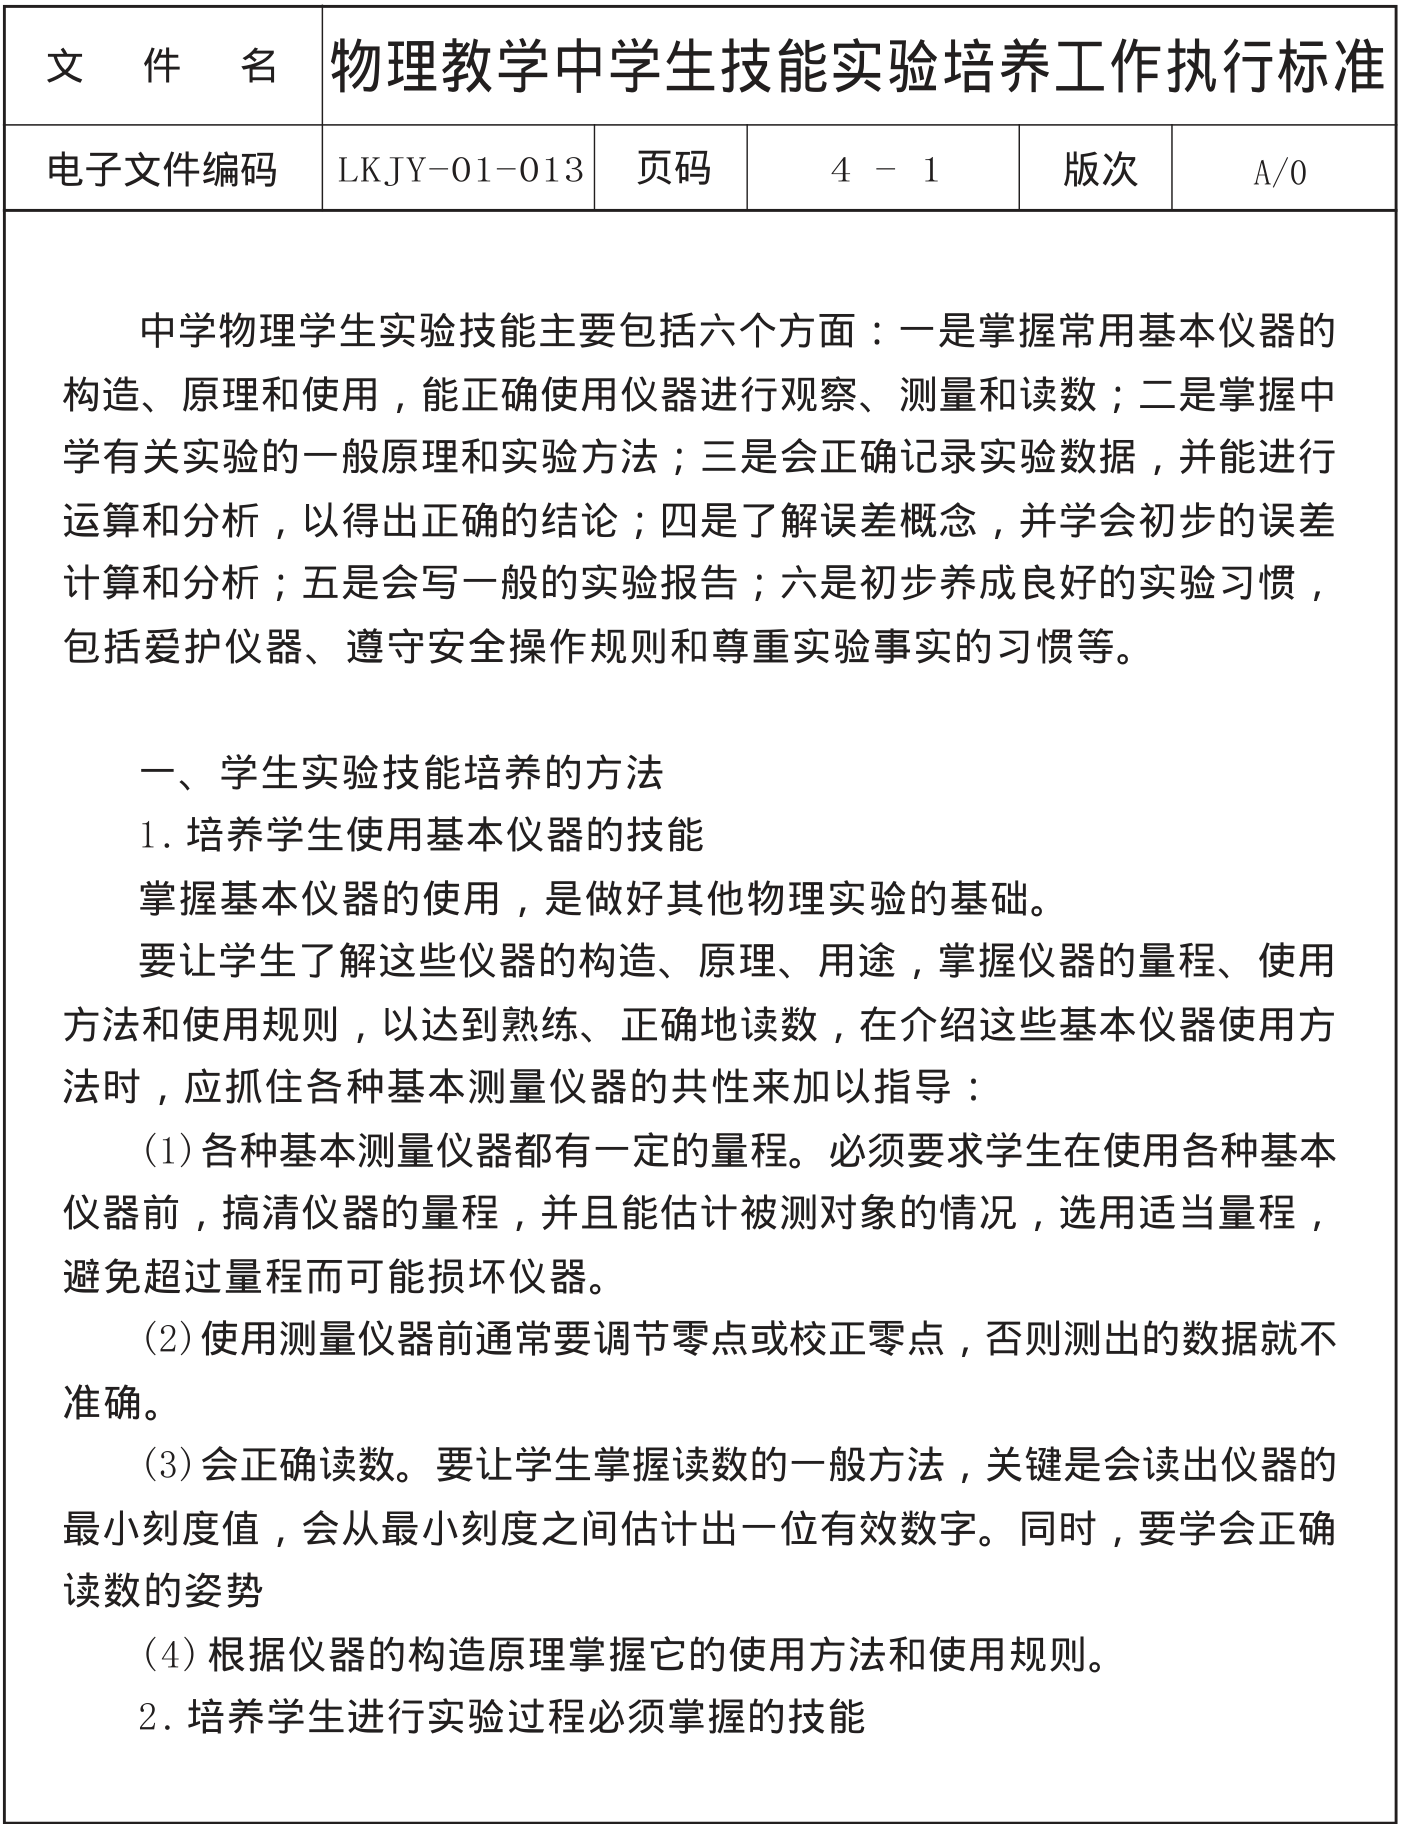 文 件 名 物理教学中学生技能实验培养工作执行标准
电子文件编码 LKJY-01-013 页码 4 - 1 版次 A/0
中学物理学生实验技能主要包括六个方面：一是掌握常用基本仪器的
构造、原理和使用，能正确使用仪器进行观察、测量和读数；二是掌握中
学有关实验的一般原理和实验方法；三是会正确记录实验数据，并能进行
运算和分析，以得出正确的结论；四是了解误差概念，并学会初步的误差
计算和分析；五是会写一般的实验报告；六是初步养成良好的实验习惯，
包括爱护仪器、遵守安全操作规则和尊重实验事实的习惯等。
一、学生实验技能培养的方法
1.培养学生使用基本仪器的技能
掌握基本仪器的使用，是做好其他物理实验的基础。
要让学生了解这些仪器的构造、原理、用途，掌握仪器的量程、使用
方法和使用规则，以达到熟练、正确地读数，在介绍这些基本仪器使用方
法时，应抓住各种基本测量仪器的共性来加以指导：
(1)各种基本测量仪器都有一定的量程。必须要求学生在使用各种基本
仪器前，搞清仪器的量程，并且能估计被测对象的情况，选用适当量程，
避免超过量程而可能损坏仪器。
(2)使用测量仪器前通常要调节零点或校正零点，否则测出的数据就不
准确。
(3)会正确读数。要让学生掌握读数的一般方法，关键是会读出仪器的
最小刻度值，会从最小刻度之间估计出一位有效数字。同时，要学会正确
读数的姿势
(4)根据仪器的构造原理掌握它的使用方法和使用规则。
2.培养学生进行实验过程必须掌握的技能